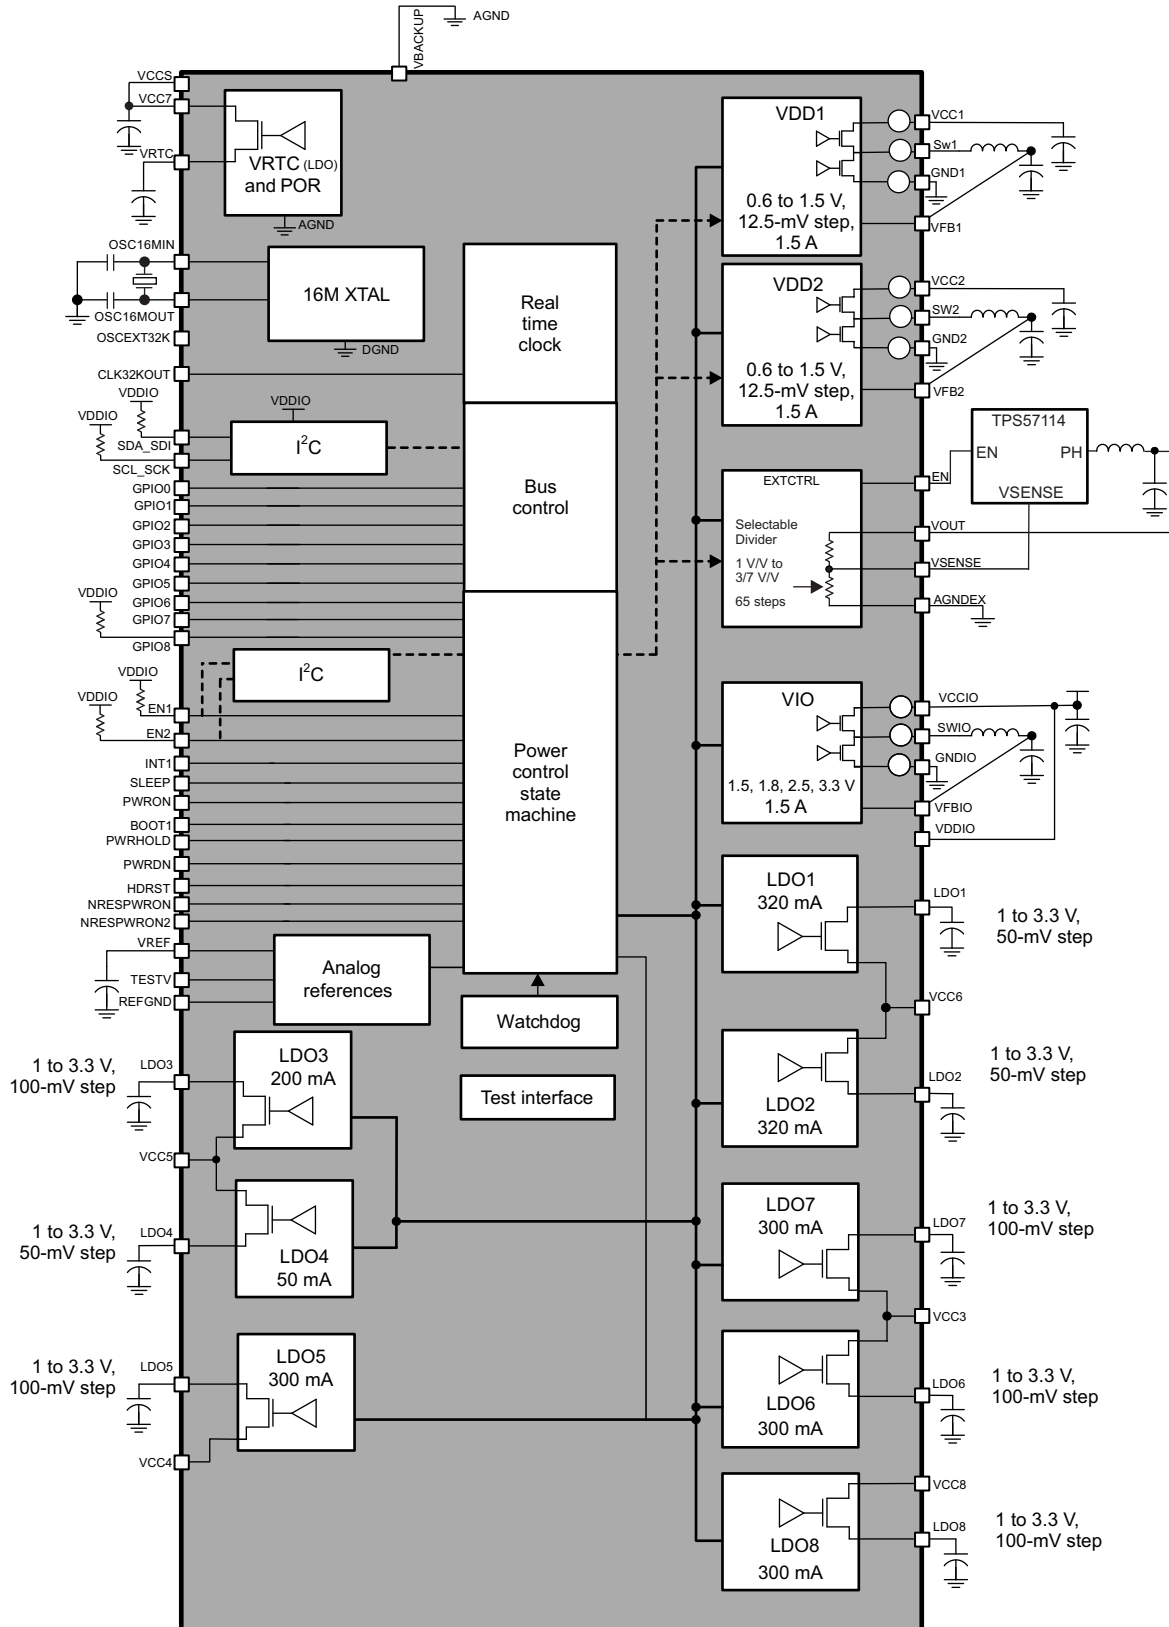 VBACKUP
AGND
VCCS
VCC7
VRTC
VRTC (LDO)
and POR
AGND
OSC16MIN
OSC16MOUT
16M XTAL
DGND
OSCEXT32K
CLK32KOUT
VDDIO
VDDIO
VDDIO
I²C
SDA_SDI
SCL_SCK
GPIO0
GPIO1
GPIO2
GPIO3
GPIO4
GPIO5
GPIO6
GPIO7
GPIO8
VDDIO
I²C
VDDIO
VDDIO
EN1
EN2
INT1
SLEEP
PWRON
BOOT1
PWRHOLD
PWRDN
HDRST
NRESPWRON
NRESPWRON2
VREF
TESTV
REFGND
Analog
references
Real
time
clock
Bus
control
Power
control
state
machine
Watchdog
Test interface
1 to 3.3 V,
100-mV step
LDO3
LDO3
200 mA
VCC5
1 to 3.3 V,
50-mV step
LDO4
LDO4
50 mA
1 to 3.3 V,
100-mV step
LDO5
LDO5
300 mA
VCC4
VDD1
0.6 to 1.5 V,
12.5-mV step,
1.5 A
VCC1
Sw1
GND1
VFB1
VDD2
0.6 to 1.5 V,
12.5-mV step,
1.5 A
VCC2
SW2
GND2
VFB2
TPS57114
EN
PH
VSENSE
EXTCTRL
Selectable
Divider
1 V/V to
3/7 V/V
65 steps
EN
VOUT
VSENSE
AGNDEX
VIO
1.5, 1.8, 2.5, 3.3 V
1.5 A
VCCIO
SWIO
GNDIO
VFBIO
VDDIO
LDO1
320 mA
LDO1
1 to 3.3 V,
50-mV step
VCC6
LDO2
320 mA
LDO2
1 to 3.3 V,
50-mV step
LDO7
300 mA
LDO7
1 to 3.3 V,
100-mV step
VCC3
LDO6
300 mA
LDO6
1 to 3.3 V,
100-mV step
VCC8
LDO8
300 mA
LDO8
1 to 3.3 V,
100-mV step